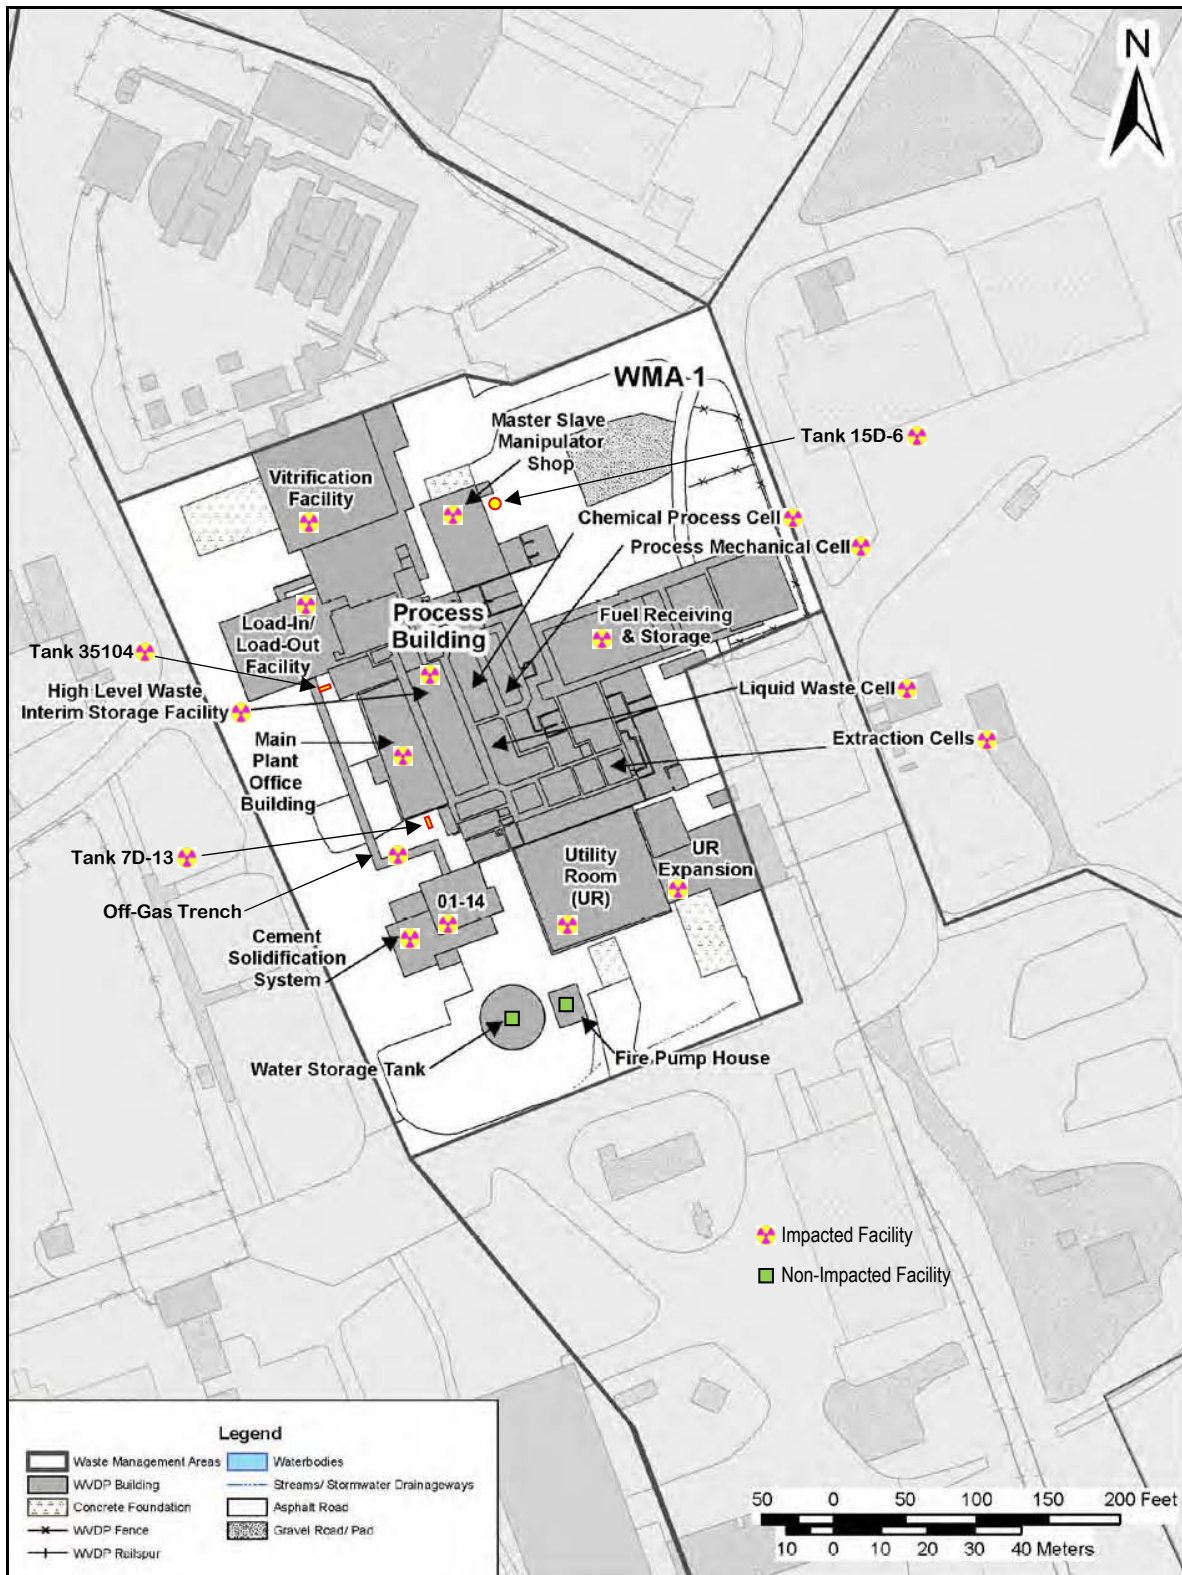 N
WMA 1
Master Slave
Manipulator
Shop
Tank 15D-6
Vitrification
Facility
Chemical Process Cell
Process Mechanical Cell
Process
Building
Fuel Receiving
& Storage
Load-In/
Load-Out
Facility
Tank 35104
High Level Waste
Interim Storage Facility
Liquid Waste Cell
Main
Plant
Office
Building
Extraction Cells
Tank 7D-13
Utility
Room
(UR)
UR
Expansion
01-14
Off-Gas Trench
Cement
Solidification
System
Water Storage Tank
Fire Pump House
Impacted Facility
Non-Impacted Facility
Legend
Waste Management Areas
Waterbodies
WVDP Building
Streams/ Stormwater Drainageways
Concrete Foundation
Asphalt Road
WVDP Fence
Gravel Road/ Pad
WVDP Railspur
50 0 50 100 150 200 Feet
10 0 10 20 30 40 Meters